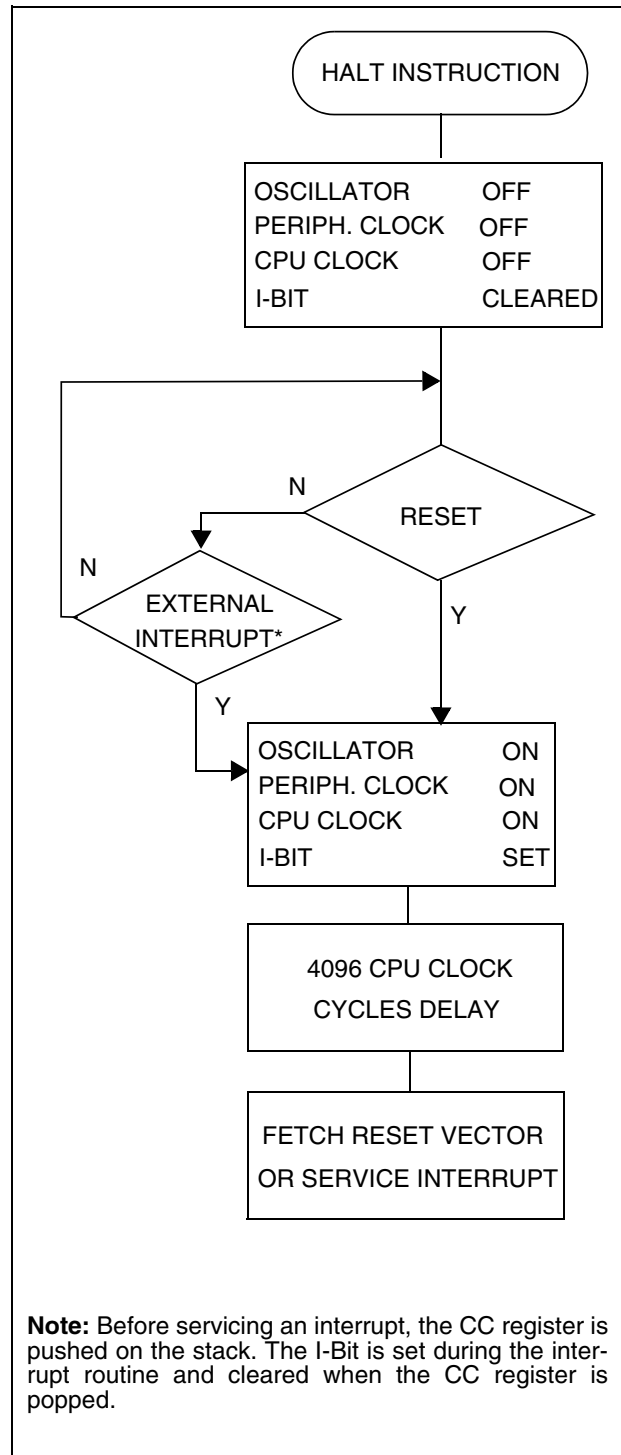 HALT INSTRUCTION
OSCILLATOR OFF
PERIPH. CLOCK OFF
CPU CLOCK OFF
I-BIT CLEARED
N
RESET
N
EXTERNAL
INTERRUPT*
Y
Y
OSCILLATOR ON
PERIPH. CLOCK ON
CPU CLOCK ON
I-BIT SET
4096 CPU CLOCK
CYCLES DELAY
FETCH RESET VECTOR
OR SERVICE INTERRUPT
Note: Before servicing an interrupt, the CC register is
pushed on the stack. The I-Bit is set during the inter-
rupt routine and cleared when the CC register is
popped.